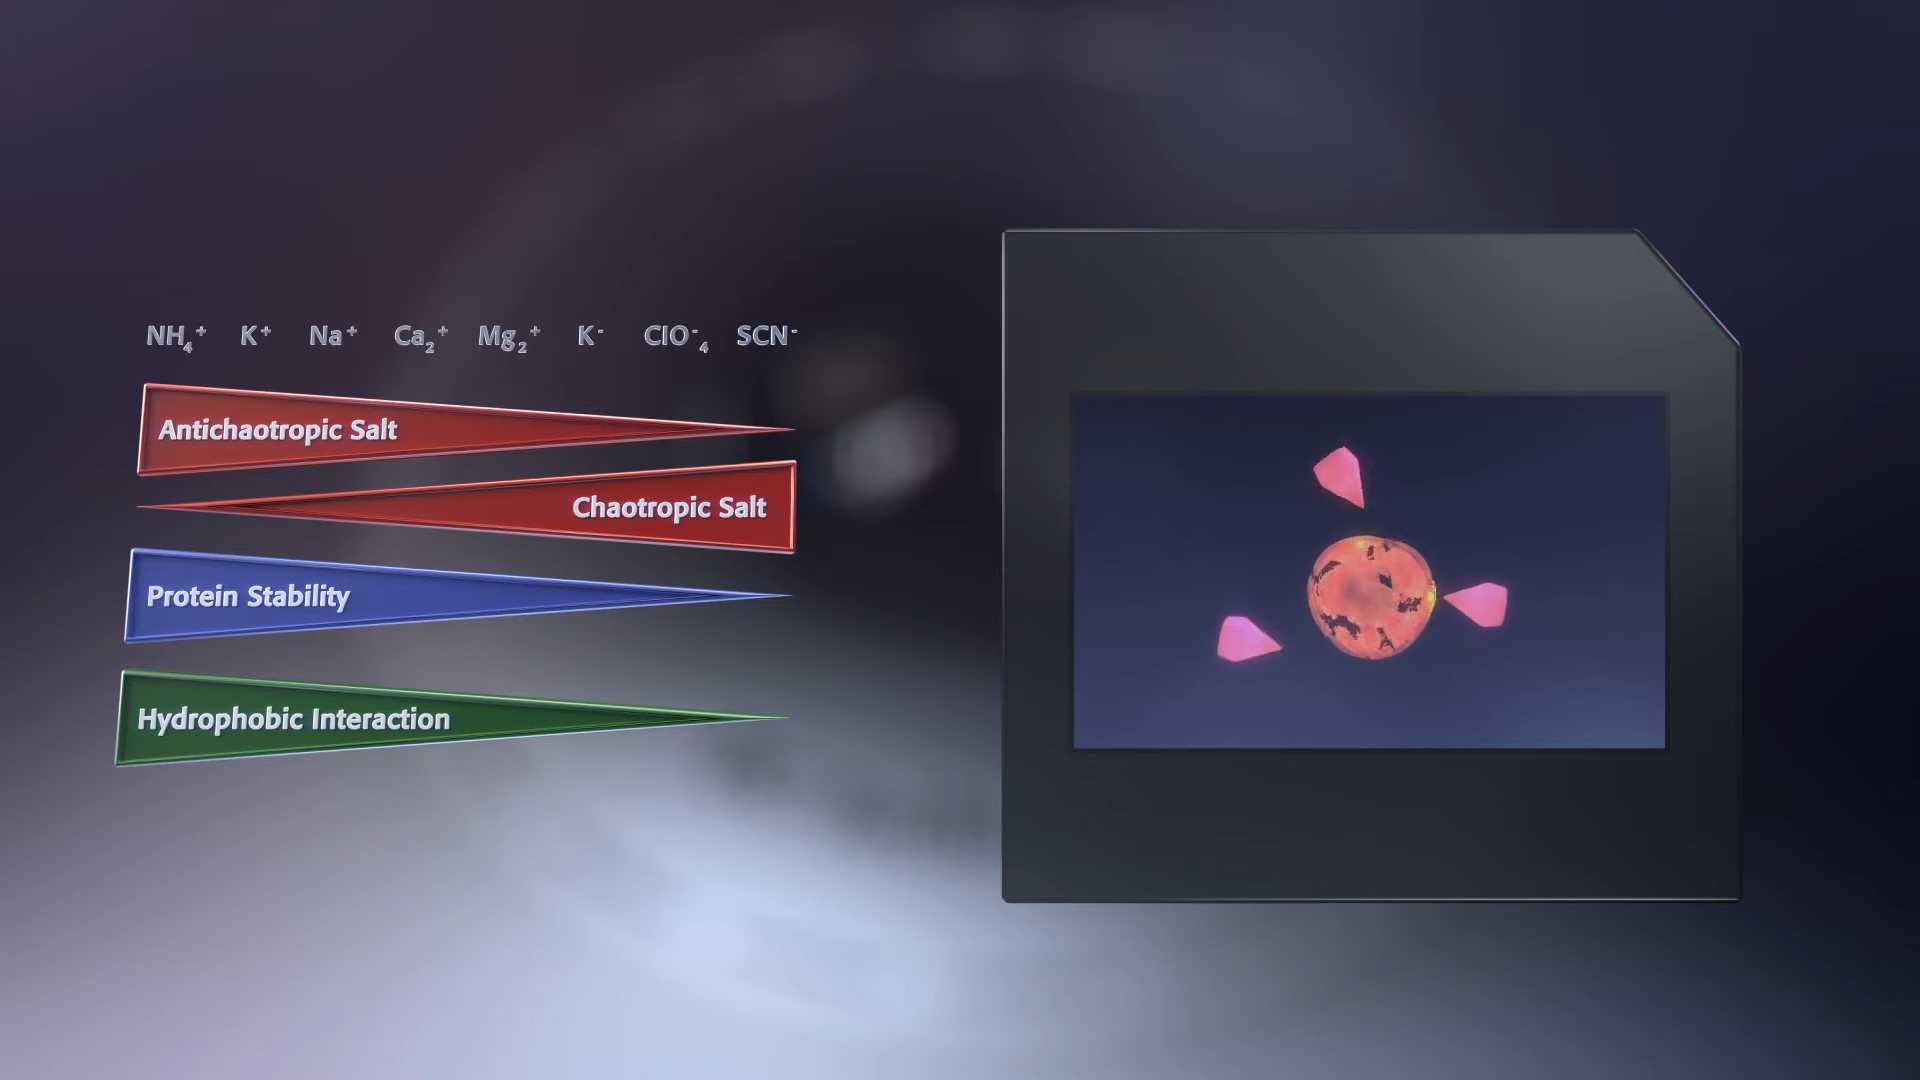 NH₄⁺ K⁺ Na⁺ Ca₂⁺ Mg₂⁺ K⁻ ClO⁻₄ SCN⁻
Antichaotropic Salt
Chaotropic Salt
Protein Stability
Hydrophobic Interaction